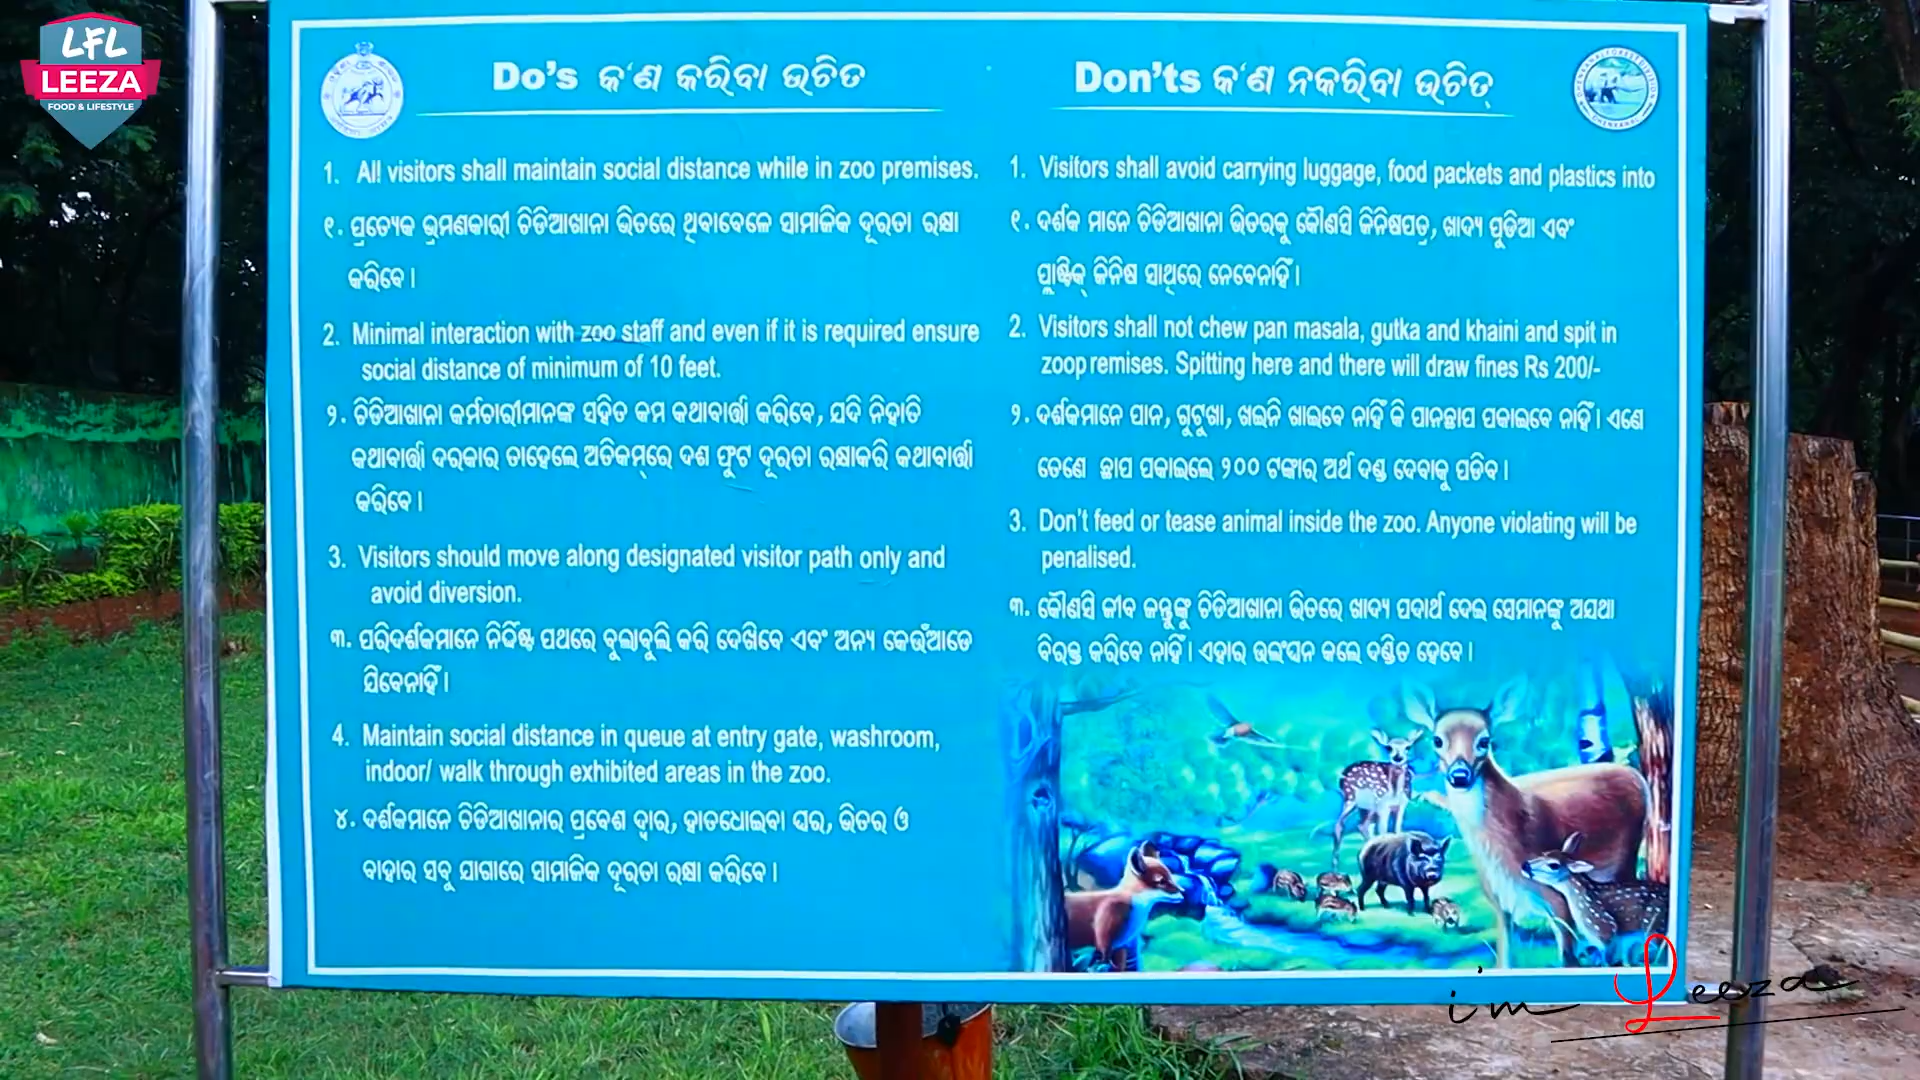 LFL
LEEZA
FOOD & LIFESTYLE
Do's କ'ଣ କରିବା ଉଚିତ
1. All visitors shall maintain social distance while in zoo premises.
୧. ପ୍ରତ୍ୟେକ ଭ୍ରମଣକାରୀ ଚିଡିଆଖାନା ଭିତରେ ଥିବାବେଳେ ସାମାଜିକ ଦୂରତା ରକ୍ଷା
କରିବେ।
2. Minimal interaction with zoo staff and even if it is required ensure
social distance of minimum of 10 feet.
୨. ଚିଡିଆଖାନା କର୍ମଚାରୀମାନଙ୍କ ସହିତ କମ କଥାବାର୍ତ୍ତା କରିବେ, ଯଦି ନିହାତି
କଥାବାର୍ତ୍ତା ଦରକାର ତାହେଲେ ଅତିକମ୍‌ରେ ଦଶ ଫୁଟ ଦୂରତା ରକ୍ଷାକରି କଥାବାର୍ତ୍ତା
କରିବେ।
3. Visitors should move along designated visitor path only and
avoid diversion.
୩. ପରିଦର୍ଶକମାନେ ନିର୍ଦ୍ଦିଷ୍ଟ ପଥରେ ବୁଲାବୁଲି କରି ଦେଖିବେ ଏବଂ ଅନ୍ୟ କେଉଁଆଡେ
ଯିବେନାହିଁ।
4. Maintain social distance in queue at entry gate, washroom,
indoor/ walk through exhibited areas in the zoo.
୪. ଦର୍ଶକମାନେ ଚିଡିଆଖାନାର ପ୍ରବେଶ ଦ୍ୱାର, ହାତଧୋଇବା ସ୍ଥର, ଭିତର ଓ
ବାହାର ସବୁ ଯାଗାରେ ସାମାଜିକ ଦୂରତା ରକ୍ଷା କରିବେ।
Don'ts କ'ଣ ନକରିବା ଉଚିତ୍
1. Visitors shall avoid carrying luggage, food packets and plastics into
୧. ଦର୍ଶକ ମାନେ ଚିଡିଆଖାନା ଭିତରକୁ କୌଣସି ଜିନିଷପତ୍ର, ଖାଦ୍ୟ ପୁଡିଆ ଏବଂ
ପ୍ଲାଷ୍ଟିକ୍ ଜିନିଷ ସାଥିରେ ନେବେନାହିଁ।
2. Visitors shall not chew pan masala, gutka and khaini and spit in
zoop remises. Spitting here and there will draw fines Rs 200/-
୨. ଦର୍ଶକମାନେ ପାନ, ଗୁଟୁଖା, ଖଇନି ଖାଇବେ ନାହିଁ କି ପାନଛାପ ପକାଇବେ ନାହିଁ। ଏଣେ
ତେଣେ ଛାପ ପକାଇଲେ ୨୦୦ ଟଙ୍କାର ଅର୍ଥ ଦଣ୍ଡ ଦେବାକୁ ପଡିବ।
3. Don't feed or tease animal inside the zoo. Anyone violating will be
penalised.
୩. କୌଣସି ଜୀବ ଜନ୍ତୁଙ୍କୁ ଚିଡିଆଖାନା ଭିତରେ ଖାଦ୍ୟ ପଦାର୍ଥ ଦେଇ ସେମାନଙ୍କୁ ଅଯଥା
ବିରକ୍ତ କରିବେ ନାହିଁ। ଏହାର ଉଲଂଘନ କଲେ ଦଣ୍ଡିତ ହେବେ।
i'm Leeza